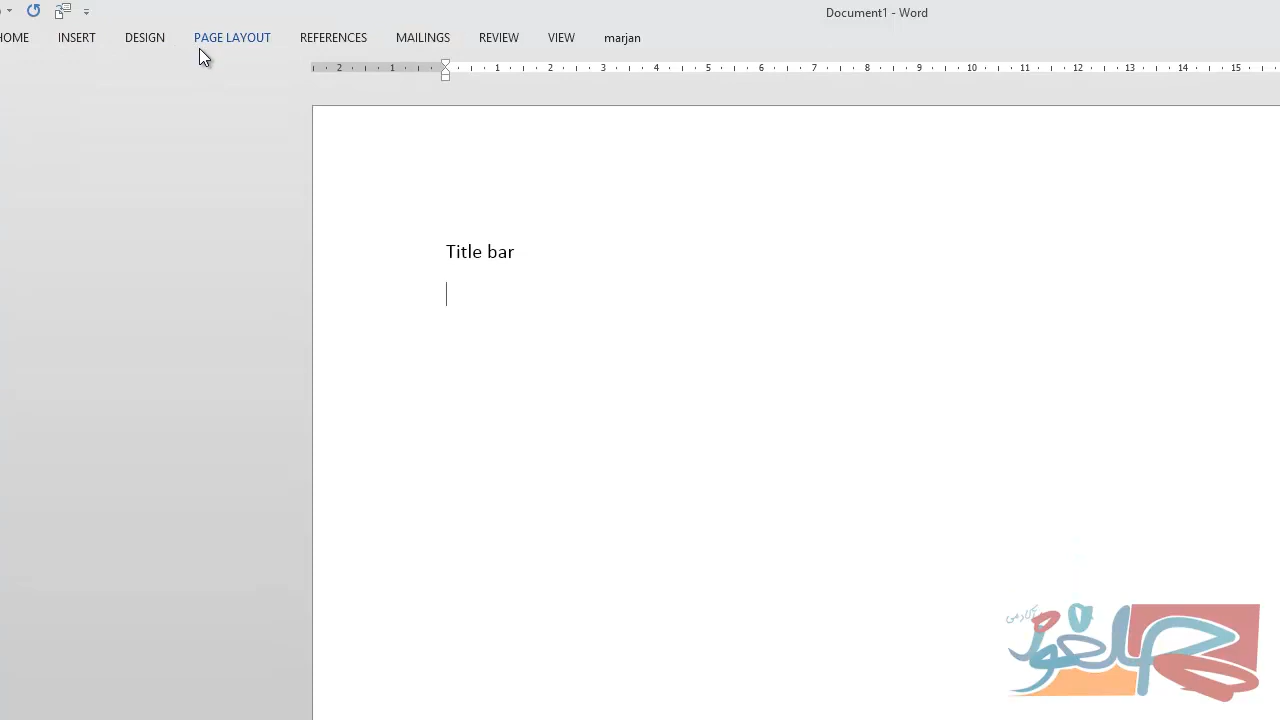 Document1 - Word
HOME INSERT DESIGN PAGE LAYOUT REFERENCES MAILINGS REVIEW VIEW marjan
2 1 1 2 3 4 5 6 7 8 9 10 11 12 13 14 15
Title bar